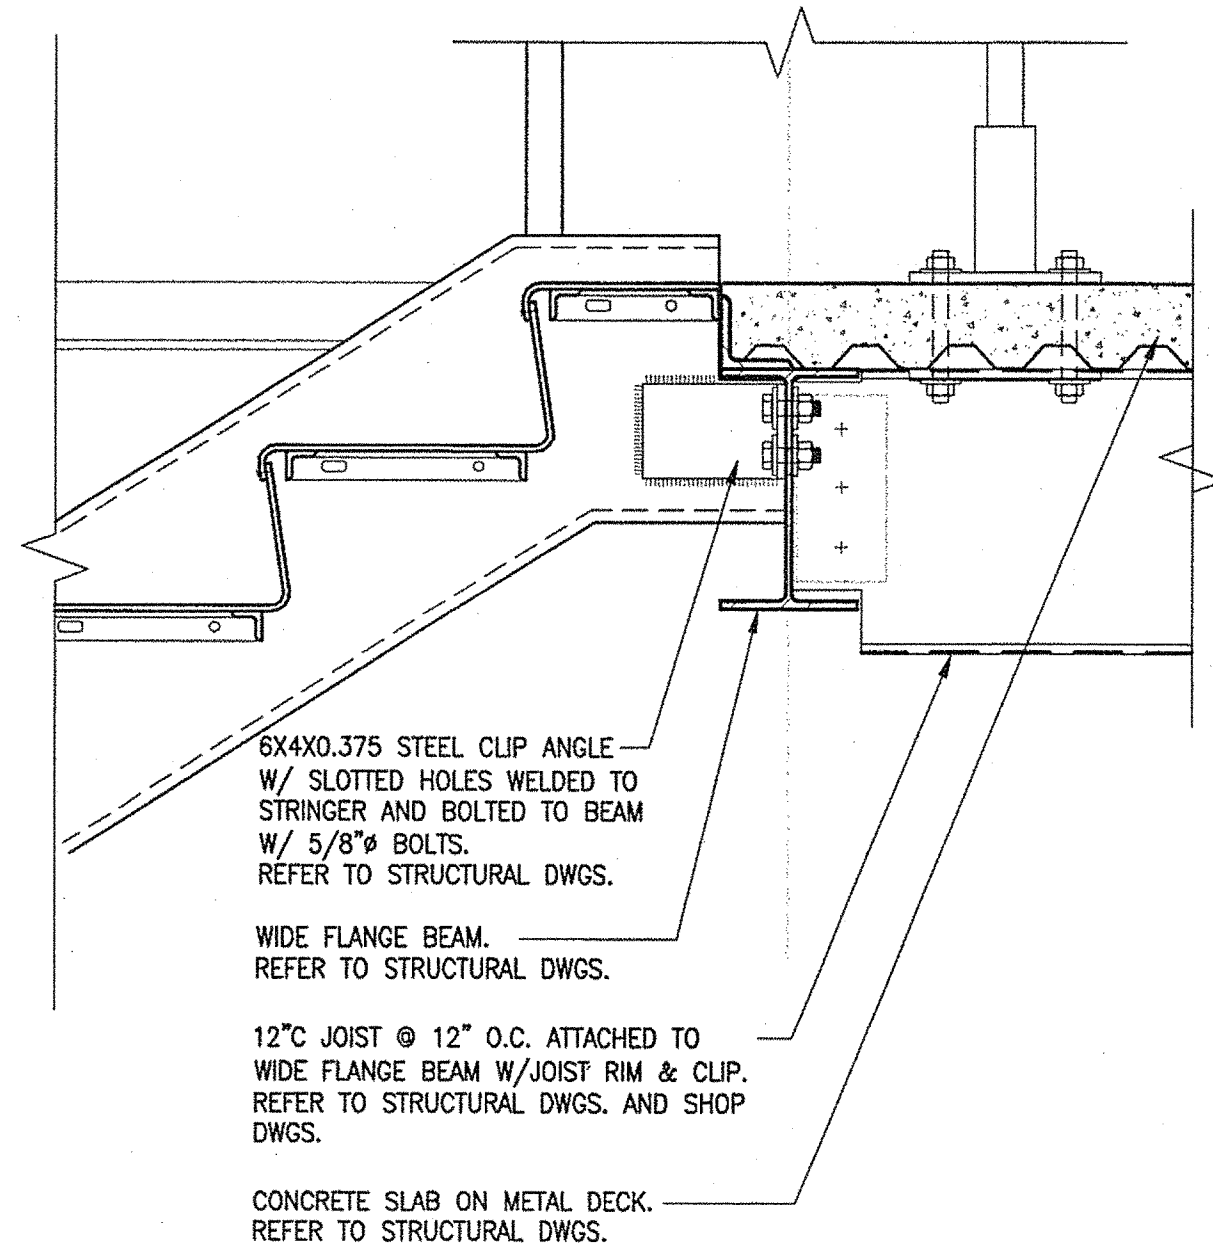 6X4X0.375 STEEL CLIP ANGLE
W/ SLOTTED HOLES WELDED TO
STRINGER AND BOLTED TO BEAM
W/ 5/8"ø BOLTS.
REFER TO STRUCTURAL DWGS.
WIDE FLANGE BEAM.
REFER TO STRUCTURAL DWGS.
12"C JOIST @ 12" O.C. ATTACHED TO
WIDE FLANGE BEAM W/JOIST RIM & CLIP.
REFER TO STRUCTURAL DWGS. AND SHOP
DWGS.
CONCRETE SLAB ON METAL DECK.
REFER TO STRUCTURAL DWGS.